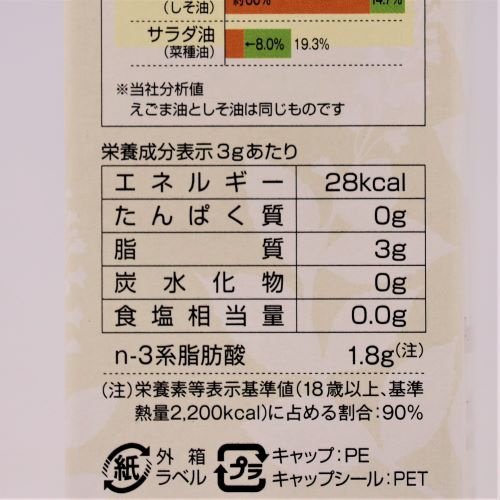 (しそ油) 約60% 14.7%
サラダ油
(菜種油) ←8.0% 19.3%
※当社分析値
えごま油としそ油は同じものです
栄養成分表示3gあたり
エネルギー 28kcal
たんぱく質 0g
脂質 3g
炭水化物 0g
食塩相当量 0.0g
n-3系脂肪酸 1.8g(注)
(注)栄養素等表示基準値(18歳以上、基準
熱量2,200kcal)に占める割合:90%
紙 外箱 プラ キャップ:PE
ラベル キャップシール:PET